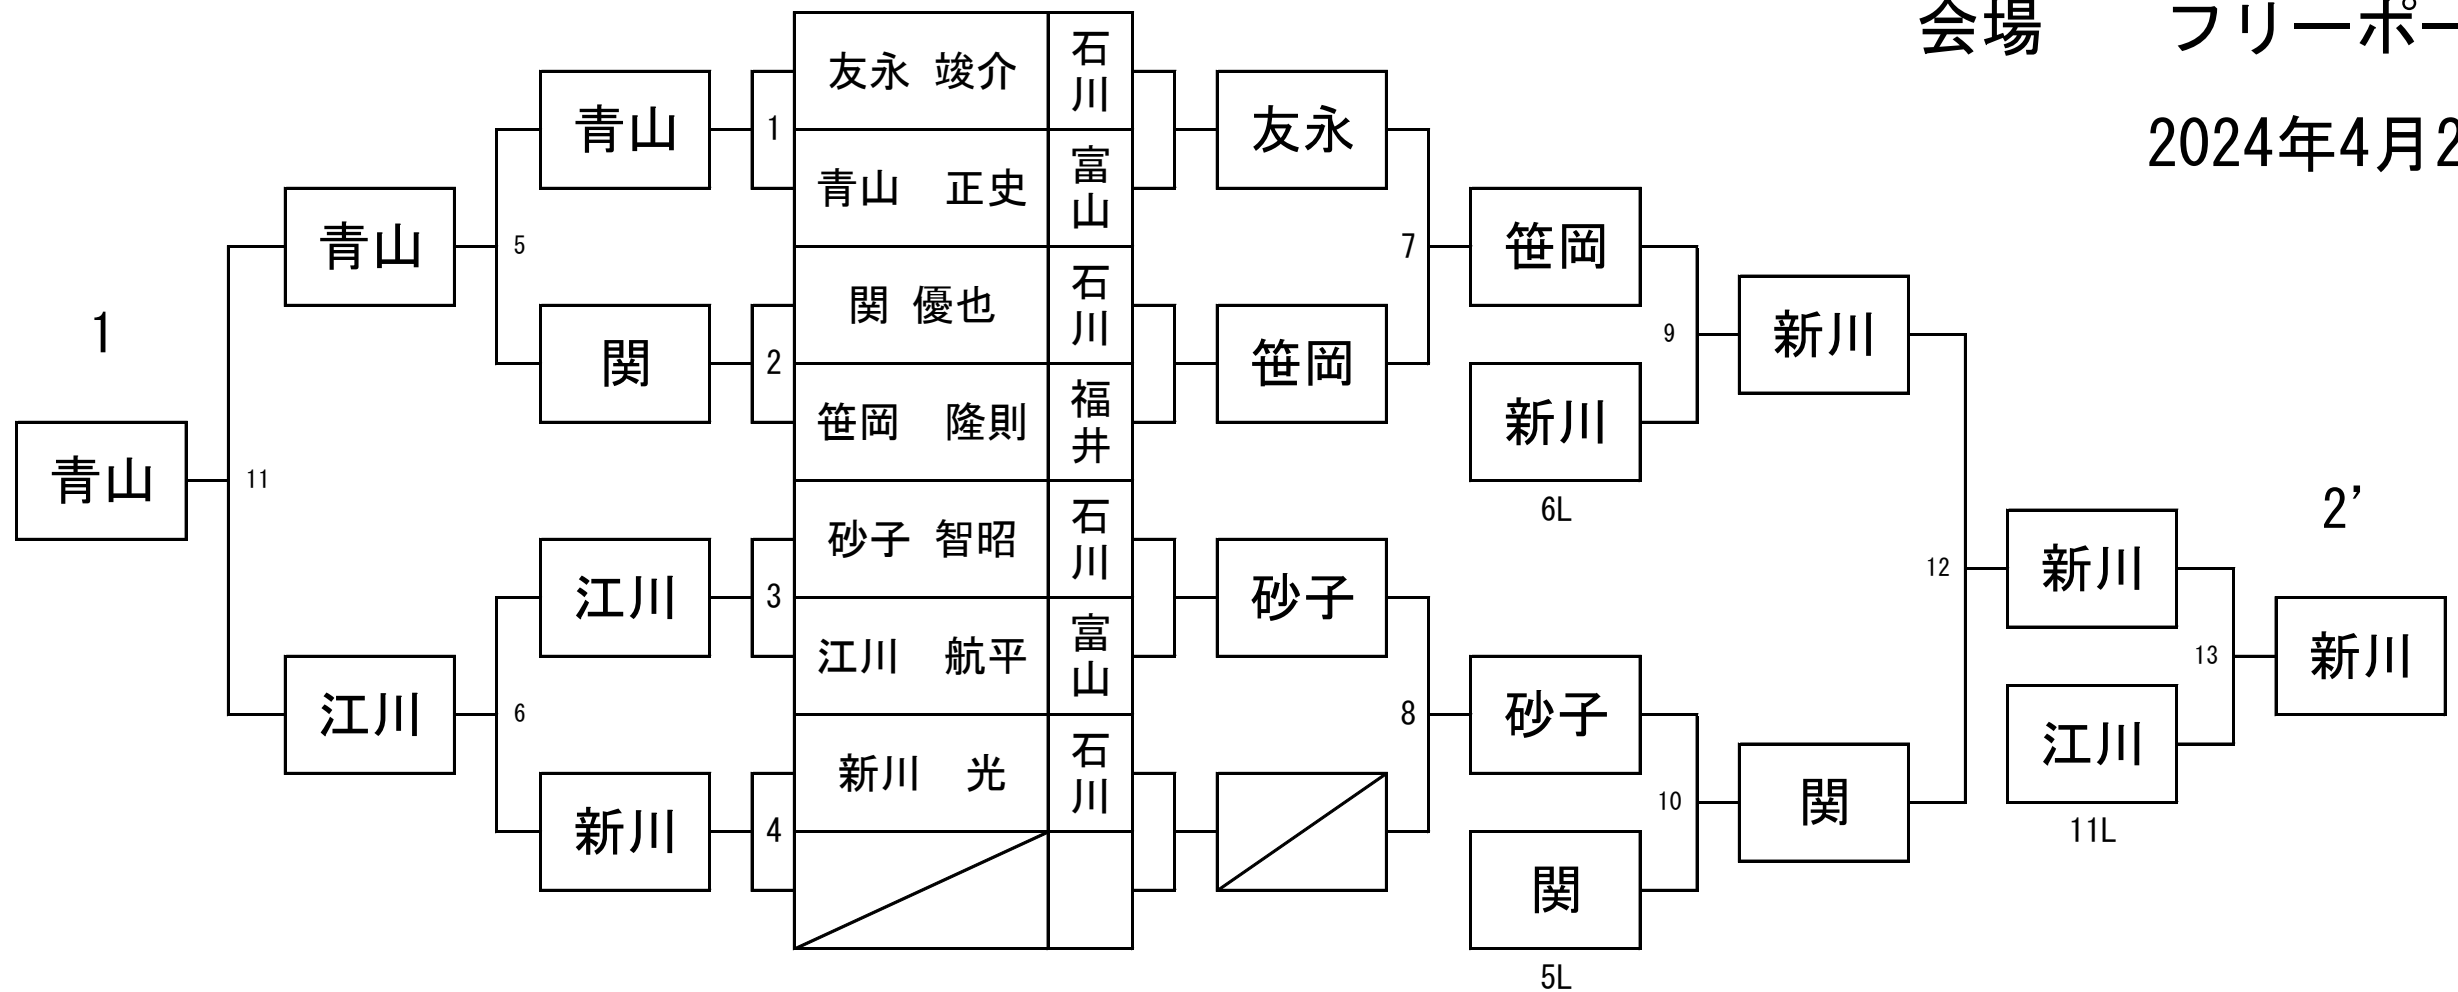 会場　フリーポー
2024年4月2
友永 竣介 石川
青山 正史 富山
関 優也 石川
笹岡 隆則 福井
砂子 智昭 石川
江川 航平 富山
新川 光 石川
1
2
3
4
青山
関
江川
新川
5
6
青山
江川
11
1
青山
友永
笹岡
砂子
7
8
笹岡
新川
6L
砂子
関
5L
9
10
新川
関
12
新川
江川
11L
13
2’
新川